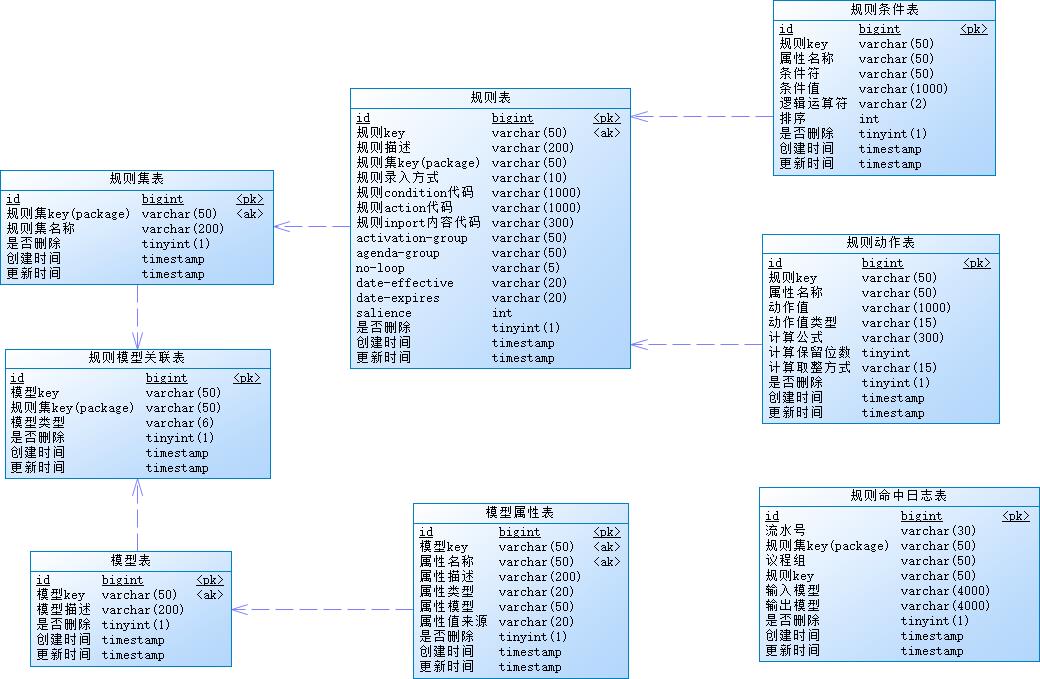 规则条件表
id bigint <pk>
规则key varchar(50)
属性名称 varchar(50)
条件符 varchar(50)
条件值 varchar(1000)
逻辑运算符 varchar(2)
排序 int
是否删除 tinyint(1)
创建时间 timestamp
更新时间 timestamp
规则表
id bigint <pk>
规则key varchar(50) <ak>
规则描述 varchar(200)
规则集key(package) varchar(50)
规则录入方式 varchar(10)
规则condition代码 varchar(1000)
规则action代码 varchar(1000)
规则inport内容代码 varchar(300)
activation-group varchar(50)
agenda-group varchar(50)
no-loop varchar(5)
date-effective varchar(20)
date-expires varchar(20)
salience int
是否删除 tinyint(1)
创建时间 timestamp
更新时间 timestamp
规则集表
id bigint <pk>
规则集key(package) varchar(50) <ak>
规则集名称 varchar(200)
是否删除 tinyint(1)
创建时间 timestamp
更新时间 timestamp
规则动作表
id bigint <pk>
规则key varchar(50)
属性名称 varchar(50)
动作值 varchar(1000)
动作值类型 varchar(15)
计算公式 varchar(300)
计算保留位数 tinyint
计算取整方式 varchar(15)
是否删除 tinyint(1)
创建时间 timestamp
更新时间 timestamp
规则模型关联表
id bigint <pk>
模型key varchar(50)
规则集key(package) varchar(50)
模型类型 varchar(6)
是否删除 tinyint(1)
创建时间 timestamp
更新时间 timestamp
模型表
id bigint <pk>
模型key varchar(50) <ak>
模型描述 varchar(200)
是否删除 tinyint(1)
创建时间 timestamp
更新时间 timestamp
模型属性表
id bigint <pk>
模型key varchar(50) <ak>
属性名称 varchar(50) <ak>
属性描述 varchar(200)
属性类型 varchar(20)
属性模型 varchar(50)
属性值来源 varchar(20)
是否删除 tinyint(1)
创建时间 timestamp
更新时间 timestamp
规则命中日志表
id bigint <pk>
流水号 varchar(30)
规则集key(package) varchar(50)
议程组 varchar(50)
规则key varchar(50)
输入模型 varchar(4000)
输出模型 varchar(4000)
是否删除 tinyint(1)
创建时间 timestamp
更新时间 timestamp